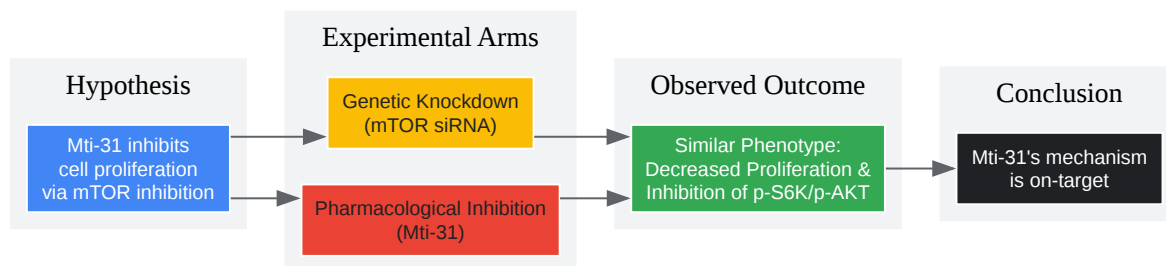 Hypothesis
Mti-31 inhibits
cell proliferation
via mTOR inhibition
Experimental Arms
Genetic Knockdown
(mTOR siRNA)
Pharmacological Inhibition
(Mti-31)
Observed Outcome
Similar Phenotype:
Decreased Proliferation &
Inhibition of p-S6K/p-AKT
Conclusion
Mti-31's mechanism
is on-target